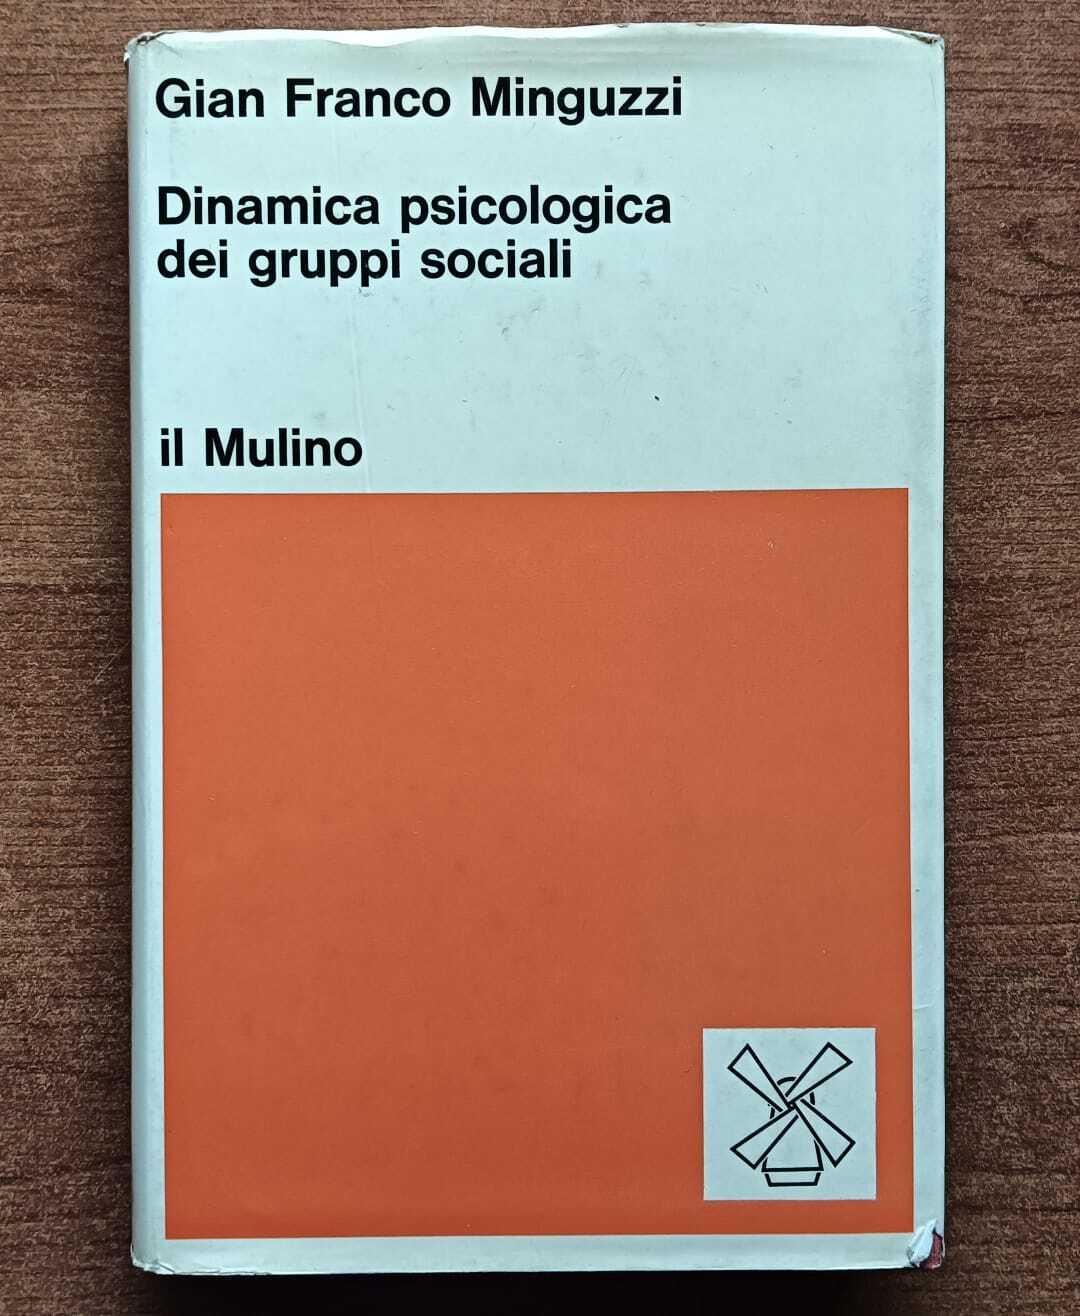 Gian Franco Minguzzi
Dinamica psicologica
dei gruppi sociali
il Mulino